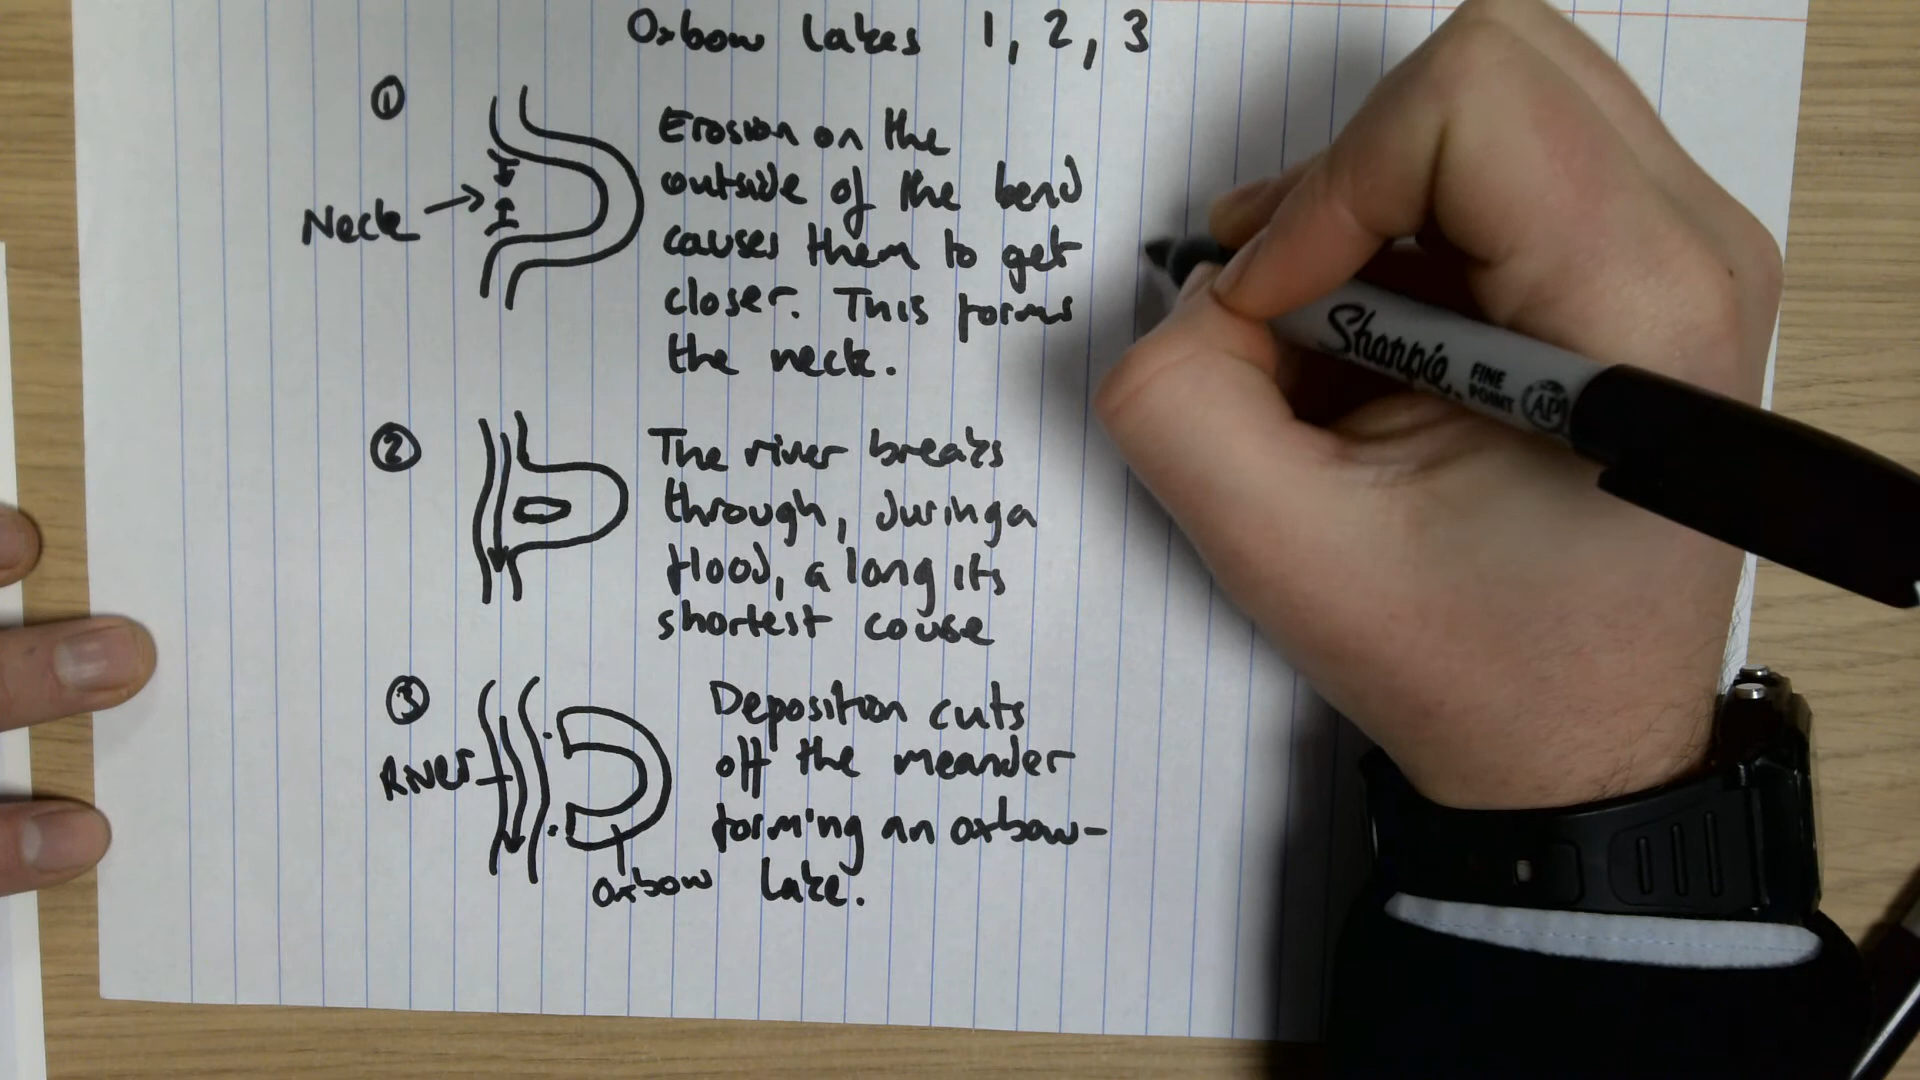 Oxbow lakes 1, 2, 3
①
Neck
Erosion on the
outside of the bend
causes them to get
closer. This forms
the neck.
②
The river breaks
through, during a
flood, a long its
shortest couse
③
River
Deposition cuts
off the meander
forming an oxbow-
lake.
oxbow
Sharpie
FINE
POINT
AP